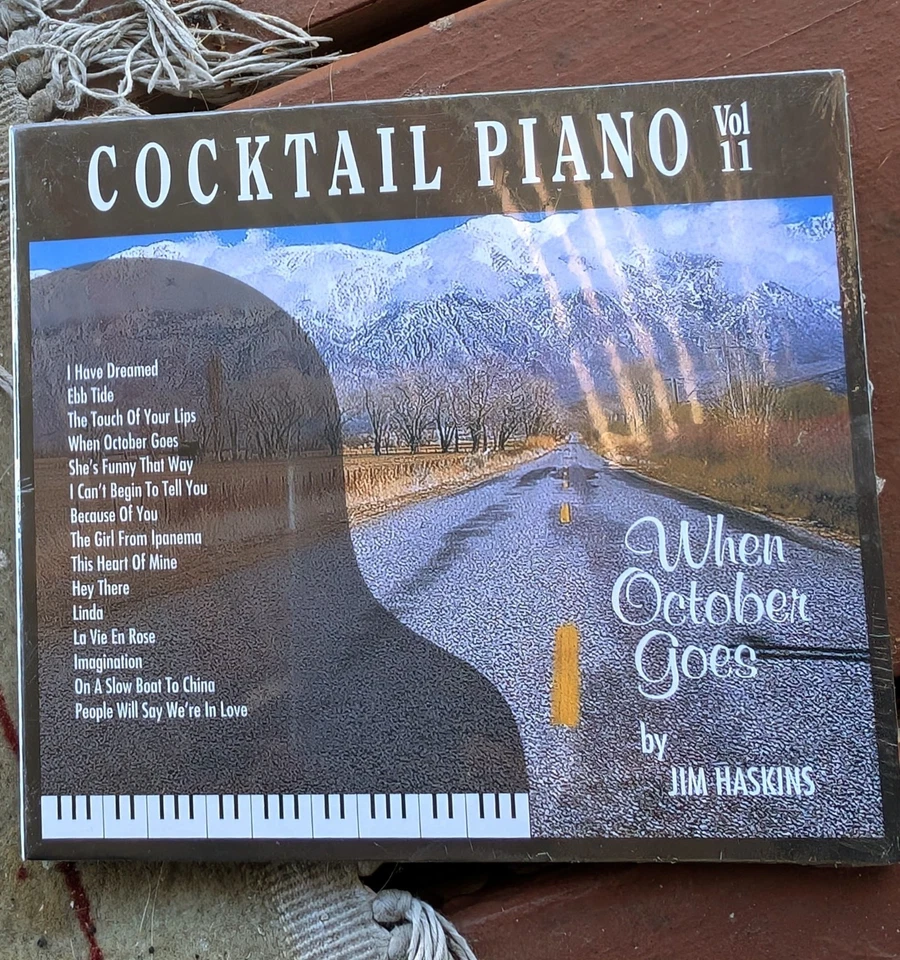 COCKTAIL PIANO Vol 11
I Have Dreamed
Ebb Tide
The Touch Of Your Lips
When October Goes
She's Funny That Way
I Can't Begin To Tell You
Because Of You
The Girl From Ipanema
This Heart Of Mine
Hey There
Linda
La Vie En Rose
Imagination
On A Slow Boat To China
People Will Say We're In Love
When
October
Goes
by
JIM HASKINS